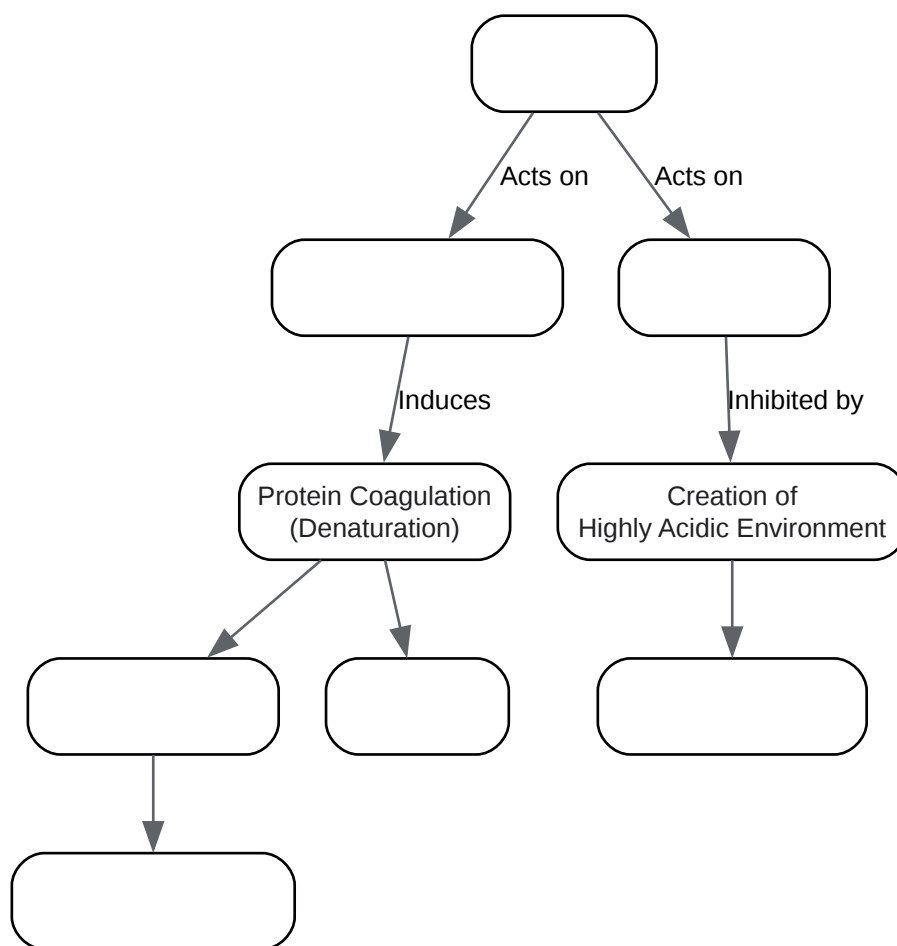 Acts on
Acts on
Induces
Inhibited by
Protein Coagulation
(Denaturation)
Creation of
Highly Acidic Environment